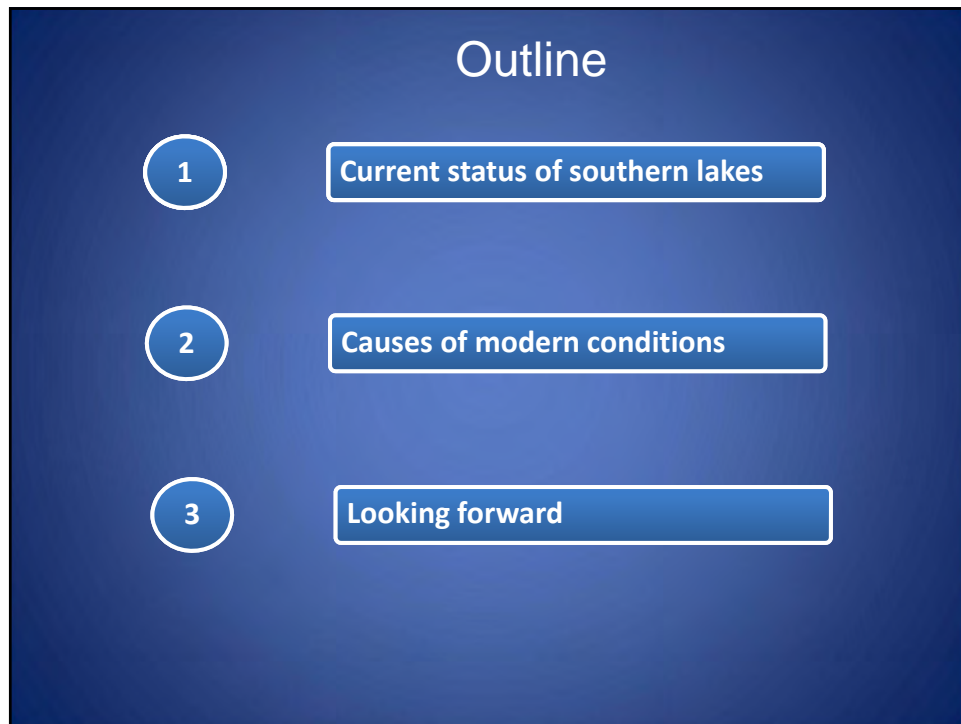 Outline
1 Current status of southern lakes
2 Causes of modern conditions
3 Looking forward